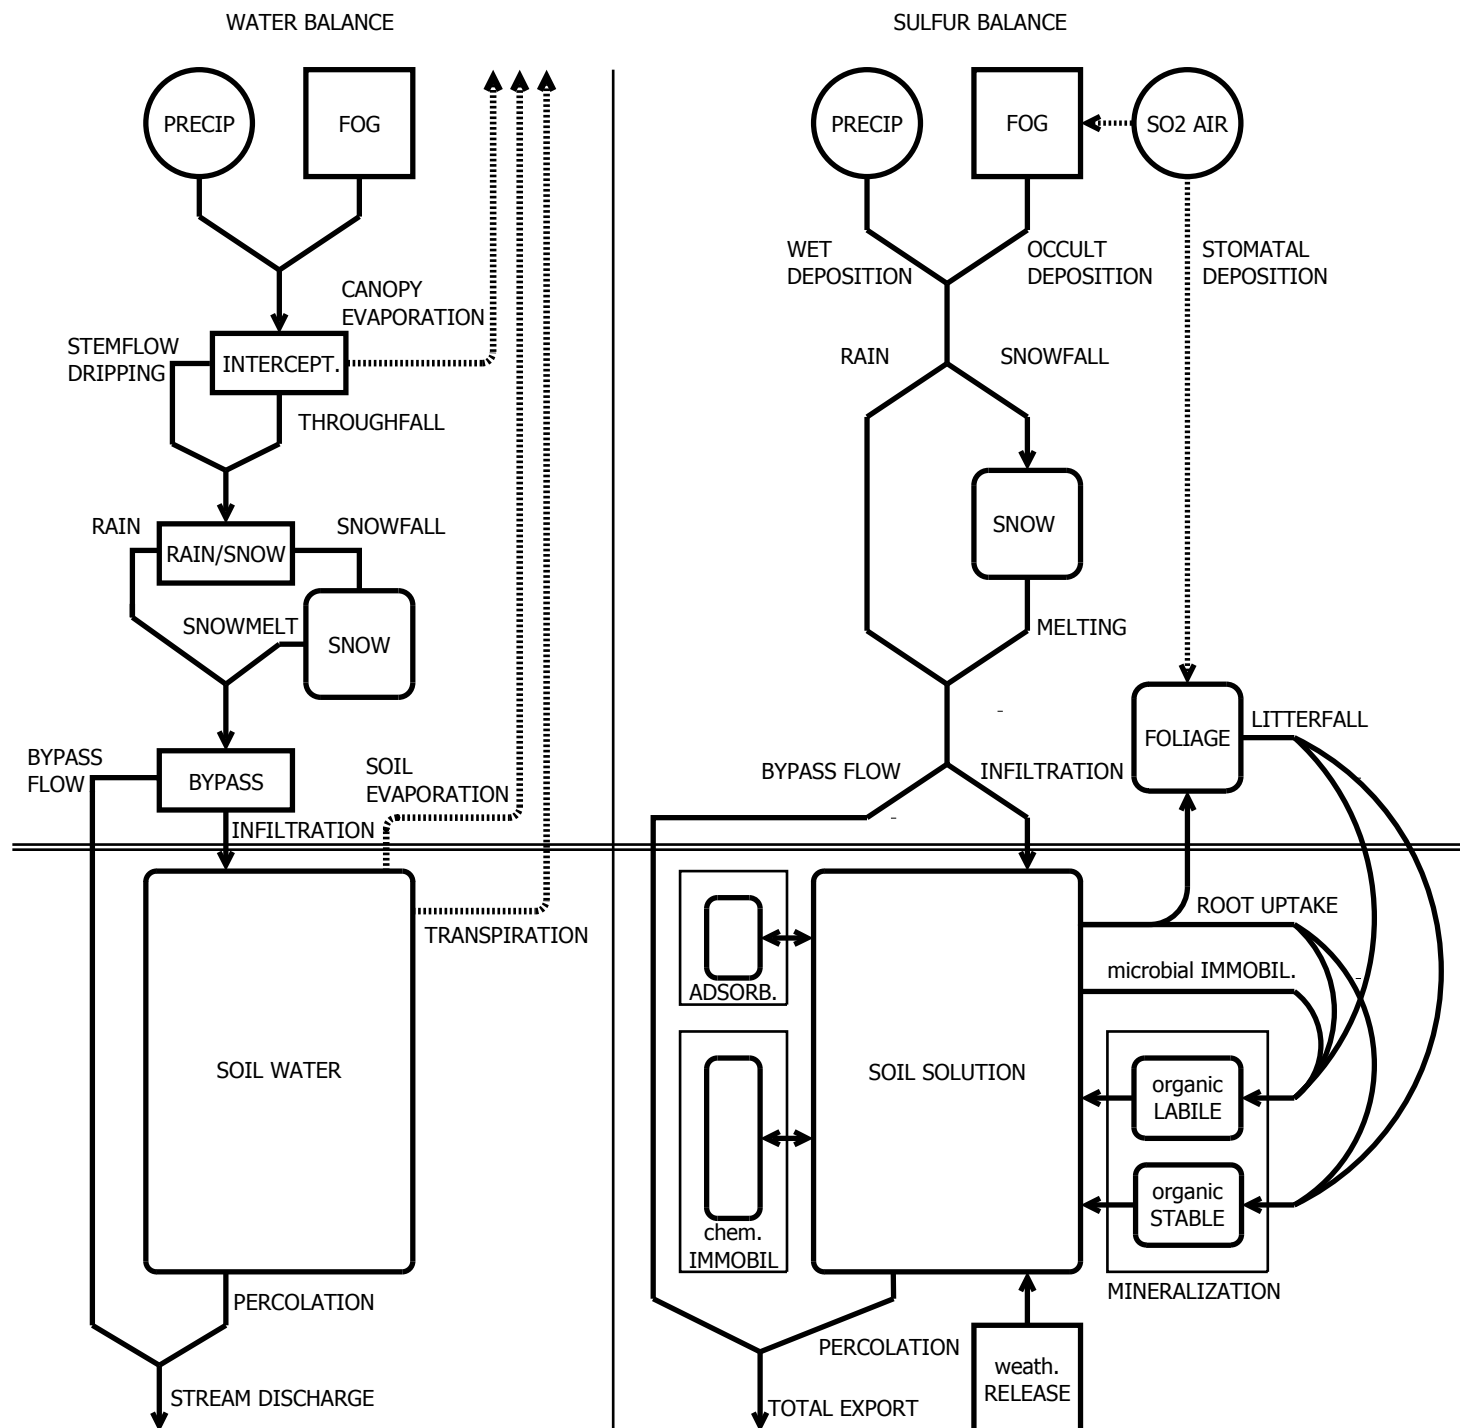 WATER BALANCE
PRECIP
FOG
CANOPY
EVAPORATION
STEMFLOW
DRIPPING
INTERCEPT.
THROUGHFALL
RAIN
SNOWFALL
RAIN/SNOW
SNOWMELT
SNOW
BYPASS
FLOW
BYPASS
SOIL
EVAPORATION
INFILTRATION
TRANSPIRATION
SOIL WATER
PERCOLATION
STREAM DISCHARGE
SULFUR BALANCE
PRECIP
FOG
SO2 AIR
WET
DEPOSITION
OCCULT
DEPOSITION
STOMATAL
DEPOSITION
RAIN
SNOWFALL
SNOW
MELTING
FOLIAGE
LITTERFALL
BYPASS FLOW
INFILTRATION
ROOT UPTAKE
microbial IMMOBIL.
ADSORB.
SOIL SOLUTION
organic
LABILE
organic
STABLE
chem.
IMMOBIL
MINERALIZATION
PERCOLATION
weath.
RELEASE
TOTAL EXPORT